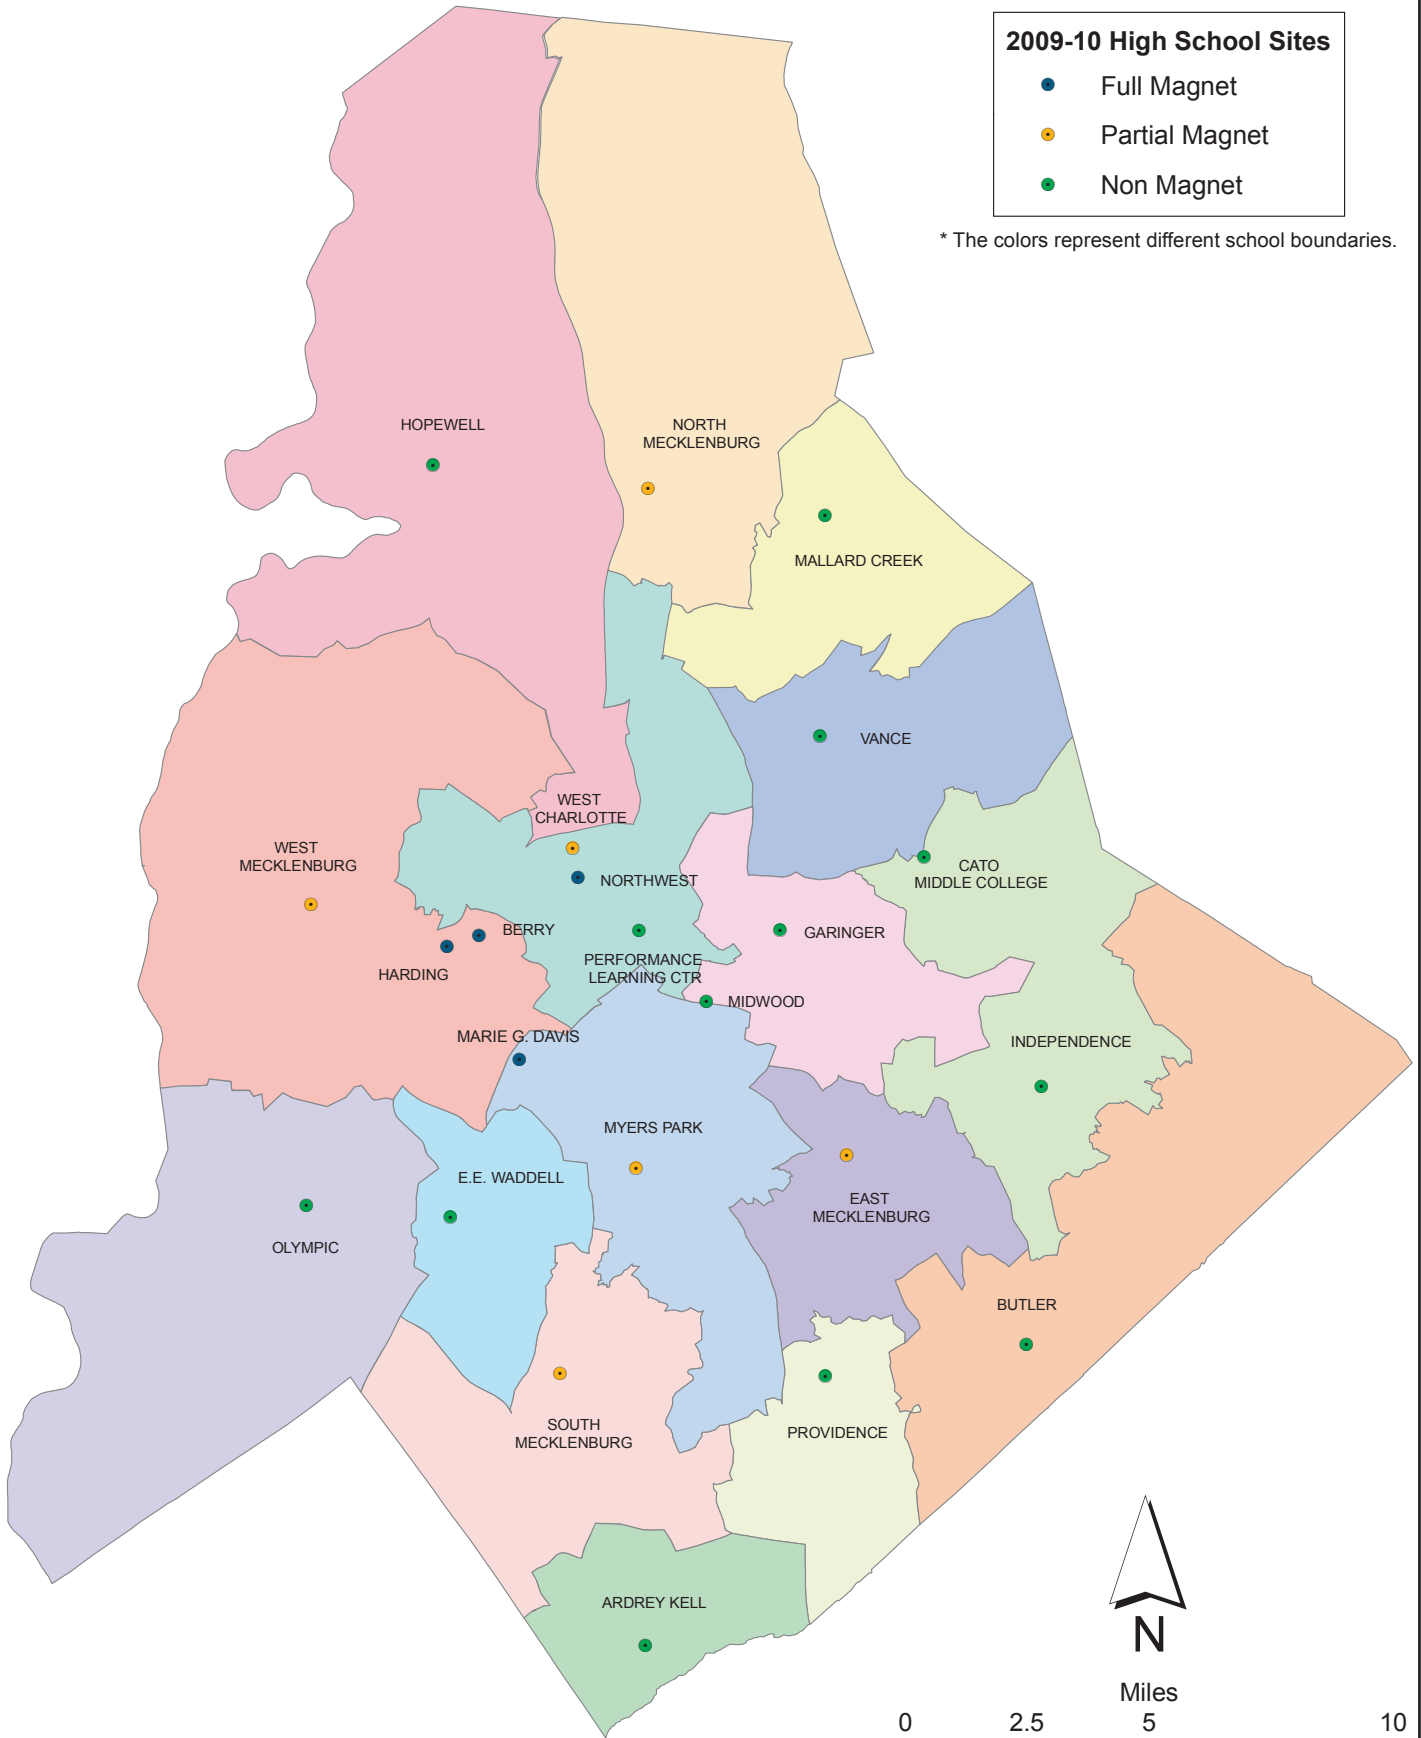 2009-10 High School Sites
Full Magnet
Partial Magnet
Non Magnet
* The colors represent different school boundaries.
HOPEWELL
NORTH
MECKLENBURG
MALLARD CREEK
VANCE
WEST
CHARLOTTE
WEST
MECKLENBURG
CATO
MIDDLE COLLEGE
NORTHWEST
BERRY
GARINGER
HARDING
PERFORMANCE
LEARNING CTR
MIDWOOD
MARIE G. DAVIS
INDEPENDENCE
MYERS PARK
E.E. WADDELL
EAST
MECKLENBURG
OLYMPIC
BUTLER
SOUTH
MECKLENBURG
PROVIDENCE
ARDREY KELL
N
Miles
0 2.5 5 10